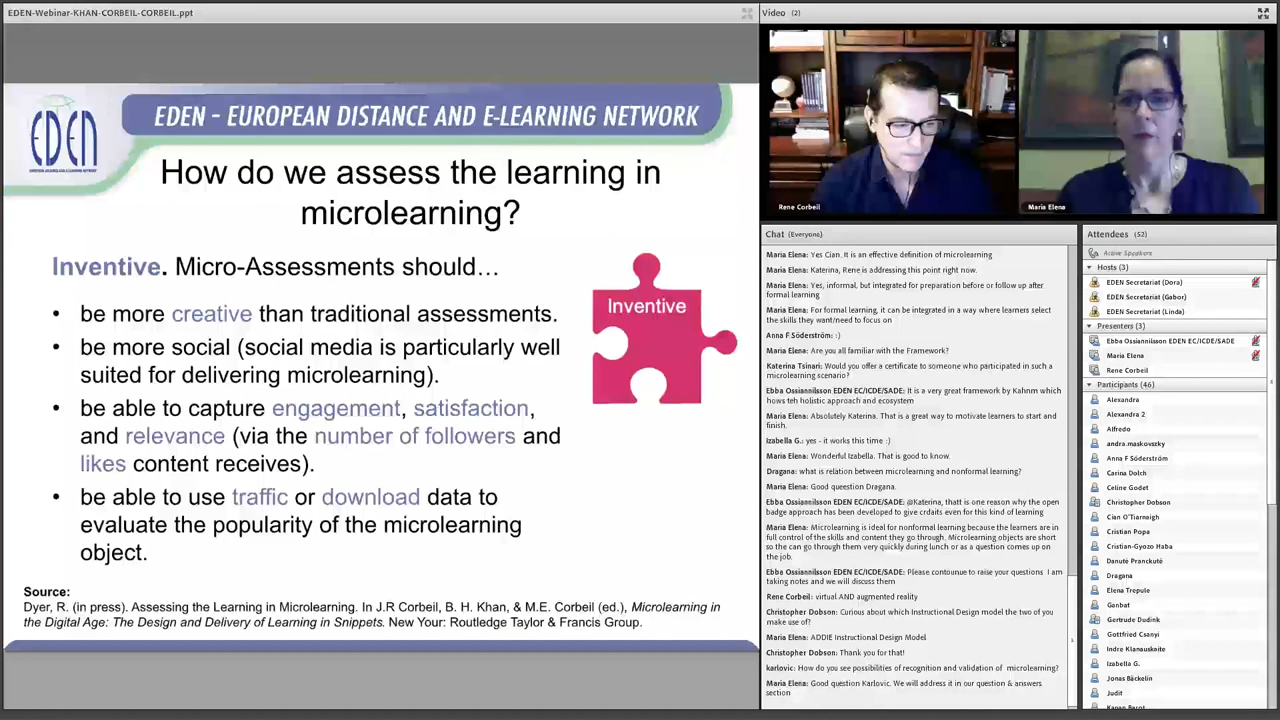 EDEN-Webinar-KHAN-CORBEIL-CORBEIL.ppt
EDEN
EDEN - EUROPEAN DISTANCE AND E-LEARNING NETWORK
How do we assess the learning in
microlearning?
Inventive. Micro-Assessments should…
• be more creative than traditional assessments.
• be more social (social media is particularly well
suited for delivering microlearning).
• be able to capture engagement, satisfaction,
and relevance (via the number of followers and
likes content receives).
• be able to use traffic or download data to
evaluate the popularity of the microlearning
object.
Inventive
Source:
Dyer, R. (in press). Assessing the Learning in Microlearning. In J.R Corbeil, B. H. Khan, & M.E. Corbeil (ed.), Microlearning in
the Digital Age: The Design and Delivery of Learning in Snippets. New Your: Routledge Taylor & Francis Group.
Video (2)
Rene Corbeil
Maria Elena
Chat (Everyone)
Maria Elena: Yes Cian. It is an effective definition of microlearning
Maria Elena: Katerina, Rene is addressing this point right now.
Maria Elena: Yes, informal, but integrated for preparation before or follow up after
formal learning
Maria Elena: For formal learning, it can be integrated in a way where learners select
the skills they want/need to focus on
Anna F Söderström: :)
Maria Elena: Are you all familiar with the Framework?
Katerina Tsinari: Would you offer a certificate to someone who participated in such a
microlearning scenario?
Ebba Ossiannilsson EDEN EC/ICDE/SADE: It is a very great framework by Kahnm which
hows teh holistic approach and ecosystem
Maria Elena: Absolutely Katerina. That is a great way to motivate learners to start and
finish.
Izabella G.: yes - it works this time :)
Maria Elena: Wonderful Izabella. That is good to know.
Dragana: what is relation between microlearning and nonformal learning?
Maria Elena: Good queestion Dragana.
Ebba Ossiannilsson EDEN EC/ICDE/SADE: @Katerina, thatt is one reason why the open
badge approach has been developed to give crdaits even for this kind of learning
Maria Elena: Microlearning is ideal for nonformal learning because the learners are in
full control of the skills and content they go through. Microlearning objects are short
so the can go through them very quickly during lunch or as a question comes up on
the job.
Ebba Ossiannilsson EDEN EC/ICDE/SADE: Please contounue to raise your questions I am
taking notes and we will discuss them
Rene Corbeil: virtual AND augmented reality
Christopher Dobson: Curious about which Instructional Design model the two of you
make use of?
Maria Elena: ADDIE Instructional Design Model
Christopher Dobson: Thank you for that!
karlovic: How do you see possibilities of recognition and validation of microlearning?
Maria Elena: Good question Karlovic. We will address it in our question & answers
section
Attendees (52)
Active Speakers
Hosts (3)
EDEN Secretariat (Dora)
EDEN Secretariat (Gabor)
EDEN Secretariat (Linda)
Presenters (3)
Ebba Ossiannilsson EDEN EC/ICDE/SADE
Maria Elena
Rene Corbeil
Participants (46)
Alexandra
Alexandra 2
Alfredo
andra.maskovszky
Anna F Söderström
Carina Dolch
Celine Godet
Christopher Dobson
Cian O'Tiarnaigh
Cristian Popa
Cristian-Gyozo Haba
Danutė Pranckutė
Dragana
Elena Trepule
Ganbat
Gertrude Dudink
Gottfried Csanyi
Indre Klanauskaite
Izabella G.
Jonas Bäckelin
Judit